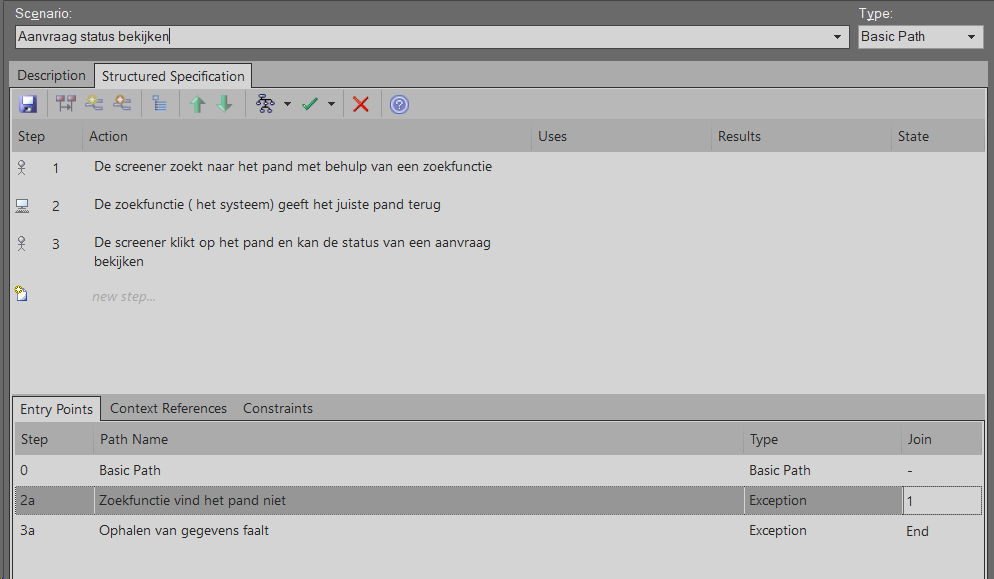 Scenario: Type:
Aanvraag status bekijken Basic Path
Description Structured Specification
Step Action Uses Results State
1 De screener zoekt naar het pand met behulp van een zoekfunctie
2 De zoekfunctie ( het systeem) geeft het juiste pand terug
3 De screener klikt op het pand en kan de status van een aanvraag
bekijken
new step...
Entry Points Context References Constraints
Step Path Name Type Join
0 Basic Path Basic Path -
2a Zoekfunctie vind het pand niet Exception 1
3a Ophalen van gegevens faalt Exception End